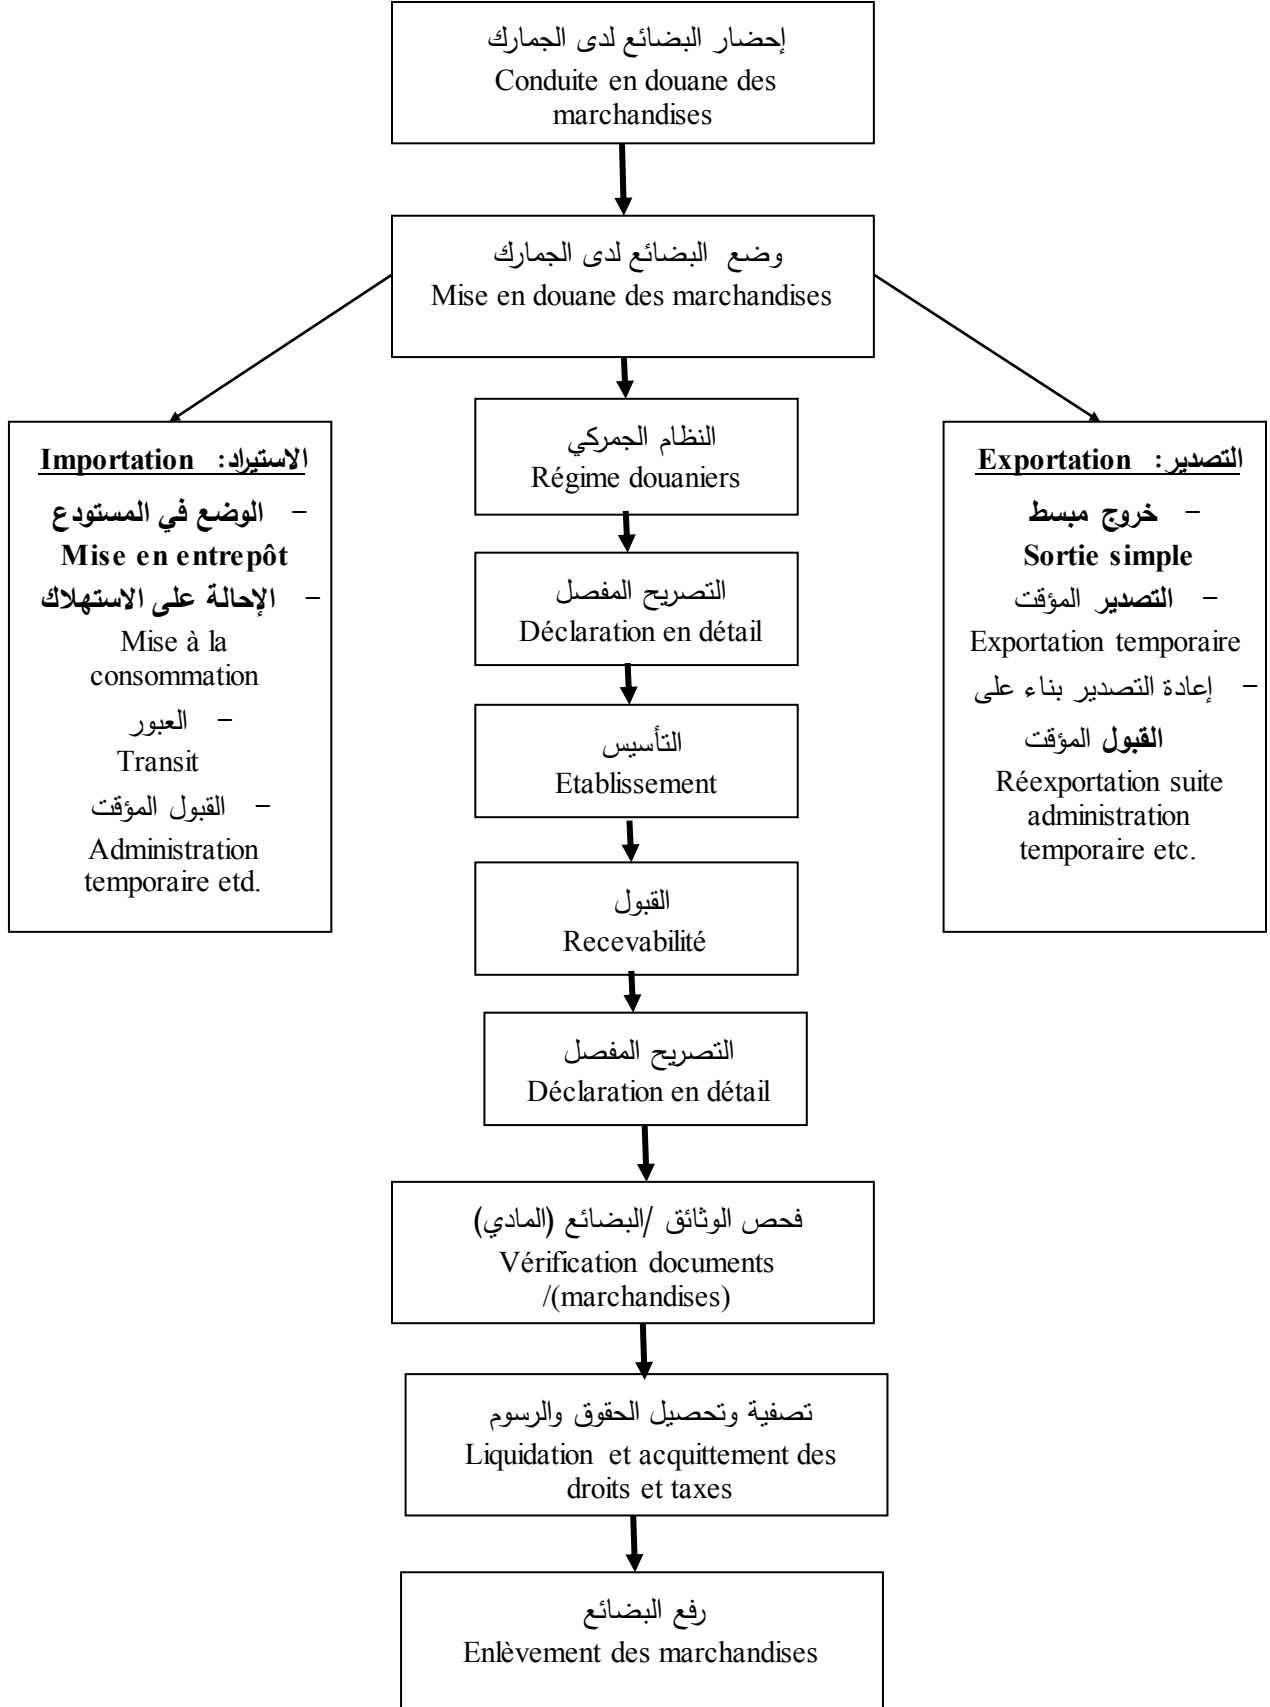 إحضار البضائع لدى الجمارك
Conduite en douane des
marchandises
وضع البضائع لدى الجمارك
Mise en douane des marchandises
النظام الجمركي
Régime douaniers
الاستيراد: Importation
- الوضع في المستودع
Mise en entrepôt
- الإحالة على الاستهلاك
Mise à la
consommation
- العبور
Transit
- القبول المؤقت
Administration
temporaire etd.
التصدير: Exportation
- خروج مبسط
Sortie simple
- التصدير المؤقت
Exportation temporaire
- إعادة التصدير بناء على
القبول المؤقت
Réexportation suite
administration
temporaire etc.
التصريح المفصل
Déclaration en détail
التأسيس
Etablissement
القبول
Recevabilité
التصريح المفصل
Déclaration en détail
فحص الوثائق /البضائع (المادي)
Vérification documents
/(marchandises)
تصفية وتحصيل الحقوق والرسوم
Liquidation et acquittement des
droits et taxes
رفع البضائع
Enlèvement des marchandises